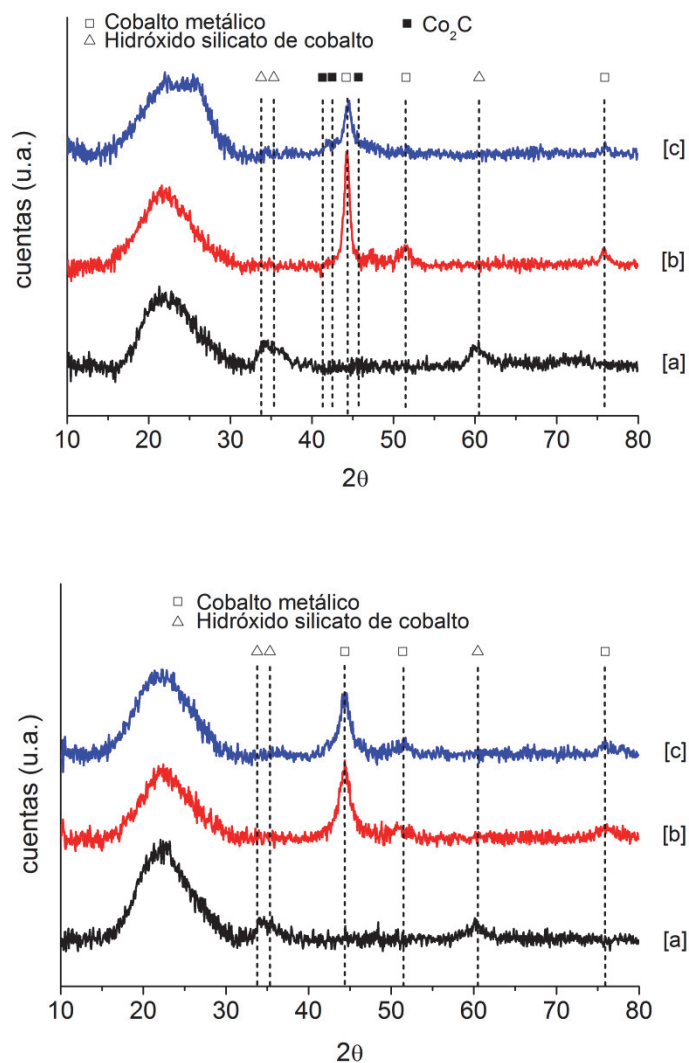 □ Cobalto metálico ■ Co₂C
△ Hidróxido silicato de cobalto
[c]
[b]
[a]
cuentas (u.a.)
10 20 30 40 50 60 70 80
2θ
□ Cobalto metálico
△ Hidróxido silicato de cobalto
[c]
[b]
[a]
cuentas (u.a.)
10 20 30 40 50 60 70 80
2θ